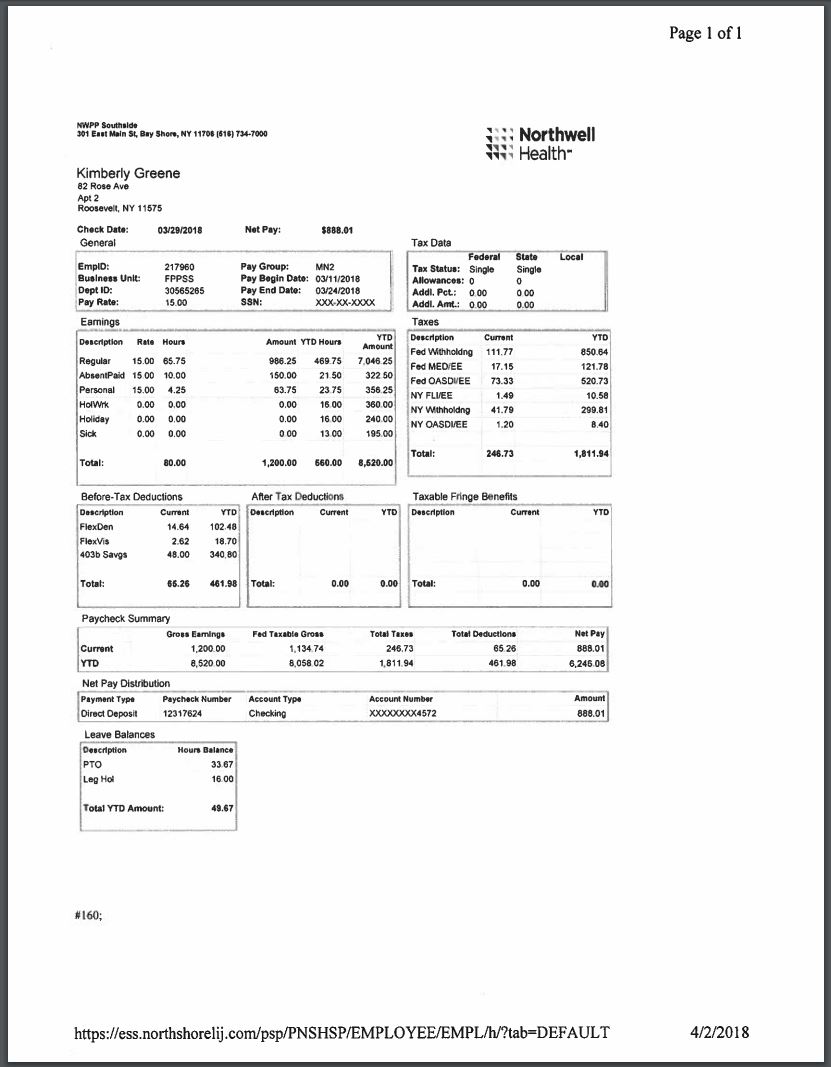 Page 1 of 1
NWPP Southside
301 East Main St, Bay Shore, NY 11706 (516) 734-7000
Northwell
Health
Kimberly Greene
82 Rose Ave
Apt 2
Roosevelt, NY 11575
Check Date: 03/29/2018 Net Pay: $888.01
General
EmpID: 217960 Pay Group: MN2
Business Unit: FPPSS Pay Begin Date: 03/11/2018
Dept ID: 30565265 Pay End Date: 03/24/2018
Pay Rate: 15.00 SSN: XXX-XX-XXXX
Tax Data
Federal State Local
Tax Status: Single Single
Allowances: 0 0
Addl. Pct.: 0.00 0.00
Addl. Amt.: 0.00 0.00
Earnings
Description Rate Hours Amount YTD Hours YTD Amount
Regular 15.00 65.75 986.25 469.75 7,046.25
AbsentPaid 15.00 10.00 150.00 21.50 322.50
Personal 15.00 4.25 63.75 23.75 356.25
HolWrk 0.00 0.00 0.00 16.00 360.00
Holiday 0.00 0.00 0.00 16.00 240.00
Sick 0.00 0.00 0.00 13.00 195.00
Total: 80.00 1,200.00 560.00 8,520.00
Taxes
Description Current YTD
Fed Withholdng 111.77 850.64
Fed MED/EE 17.15 121.78
Fed OASDI/EE 73.33 520.73
NY FLI/EE 1.49 10.58
NY Withholdng 41.79 299.81
NY OASDI/EE 1.20 8.40
Total: 246.73 1,811.94
Before-Tax Deductions
Description Current YTD
FlexDen 14.64 102.48
FlexVis 2.62 18.70
403b Savgs 48.00 340.80
Total: 65.26 461.98
After Tax Deductions
Description Current YTD
Total: 0.00 0.00
Taxable Fringe Benefits
Description Current YTD
Total: 0.00 0.00
Paycheck Summary
Gross Earnings Fed Taxable Gross Total Taxes Total Deductions Net Pay
Current 1,200.00 1,134.74 246.73 65.26 888.01
YTD 8,520.00 8,058.02 1,811.94 461.98 6,246.08
Net Pay Distribution
Payment Type Paycheck Number Account Type Account Number Amount
Direct Deposit 12317624 Checking XXXXXXXX4572 888.01
Leave Balances
Description Hours Balance
PTO 33.67
Leg Hol 16.00
Total YTD Amount: 49.67
#160;
https://ess.northshorelij.com/psp/PNSHSP/EMPLOYEE/EMPL/h/?tab=DEFAULT 4/2/2018